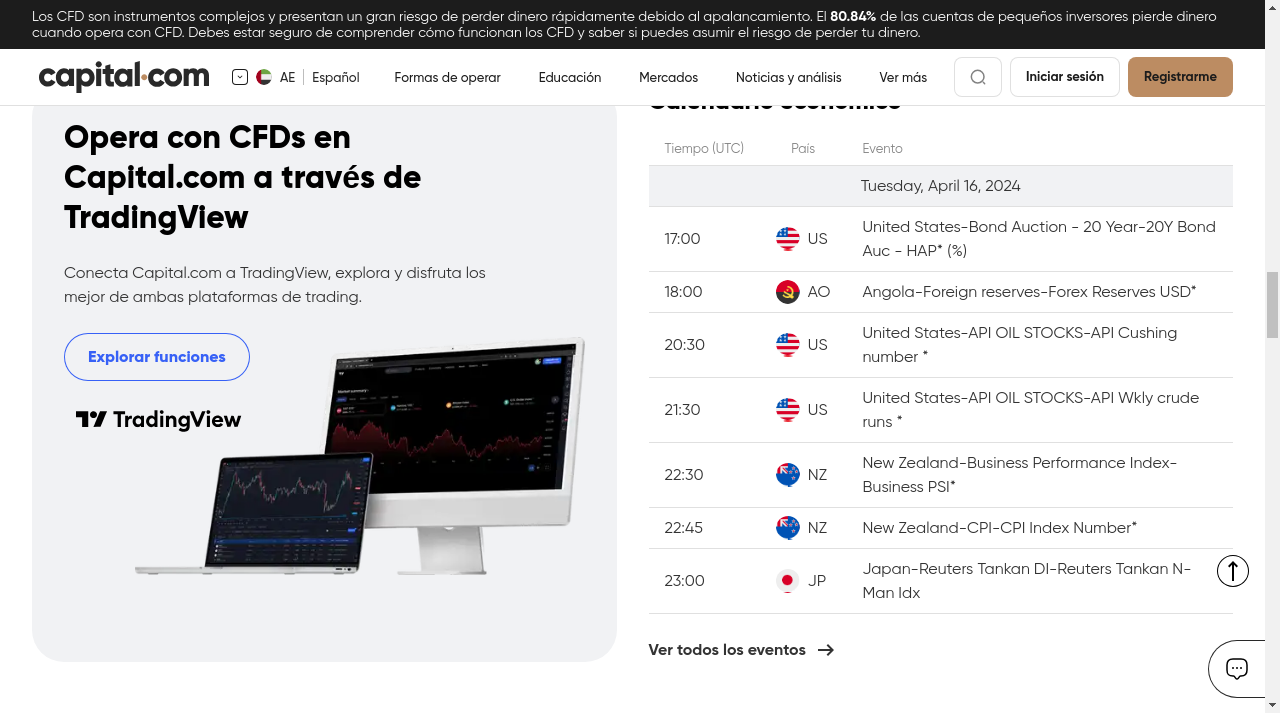 Los CFD son instrumentos complejos y presentan un gran riesgo de perder dinero rápidamente debido al apalancamiento. El 80.84% de las cuentas de pequeños inversores pierde dinero
cuando opera con CFD. Debes estar seguro de comprender cómo funcionan los CFD y saber si puedes asumir el riesgo de perder tu dinero.
capital.com AE Español Formas de operar Educación Mercados Noticias y análisis Ver más Iniciar sesión Registrarme
Opera con CFDs en
Capital.com a través de
TradingView
Conecta Capital.com a TradingView, explora y disfruta los
mejor de ambas plataformas de trading.
Explorar funciones
TradingView
Calendario económico
Tiempo (UTC) País Evento
Tuesday, April 16, 2024
17:00 US United States-Bond Auction - 20 Year-20Y Bond
Auc - HAP* (%)
18:00 AO Angola-Foreign reserves-Forex Reserves USD*
20:30 US United States-API OIL STOCKS-API Cushing
number *
21:30 US United States-API OIL STOCKS-API Wkly crude
runs *
22:30 NZ New Zealand-Business Performance Index-
Business PSI*
22:45 NZ New Zealand-CPI-CPI Index Number*
23:00 JP Japan-Reuters Tankan DI-Reuters Tankan N-
Man Idx
Ver todos los eventos